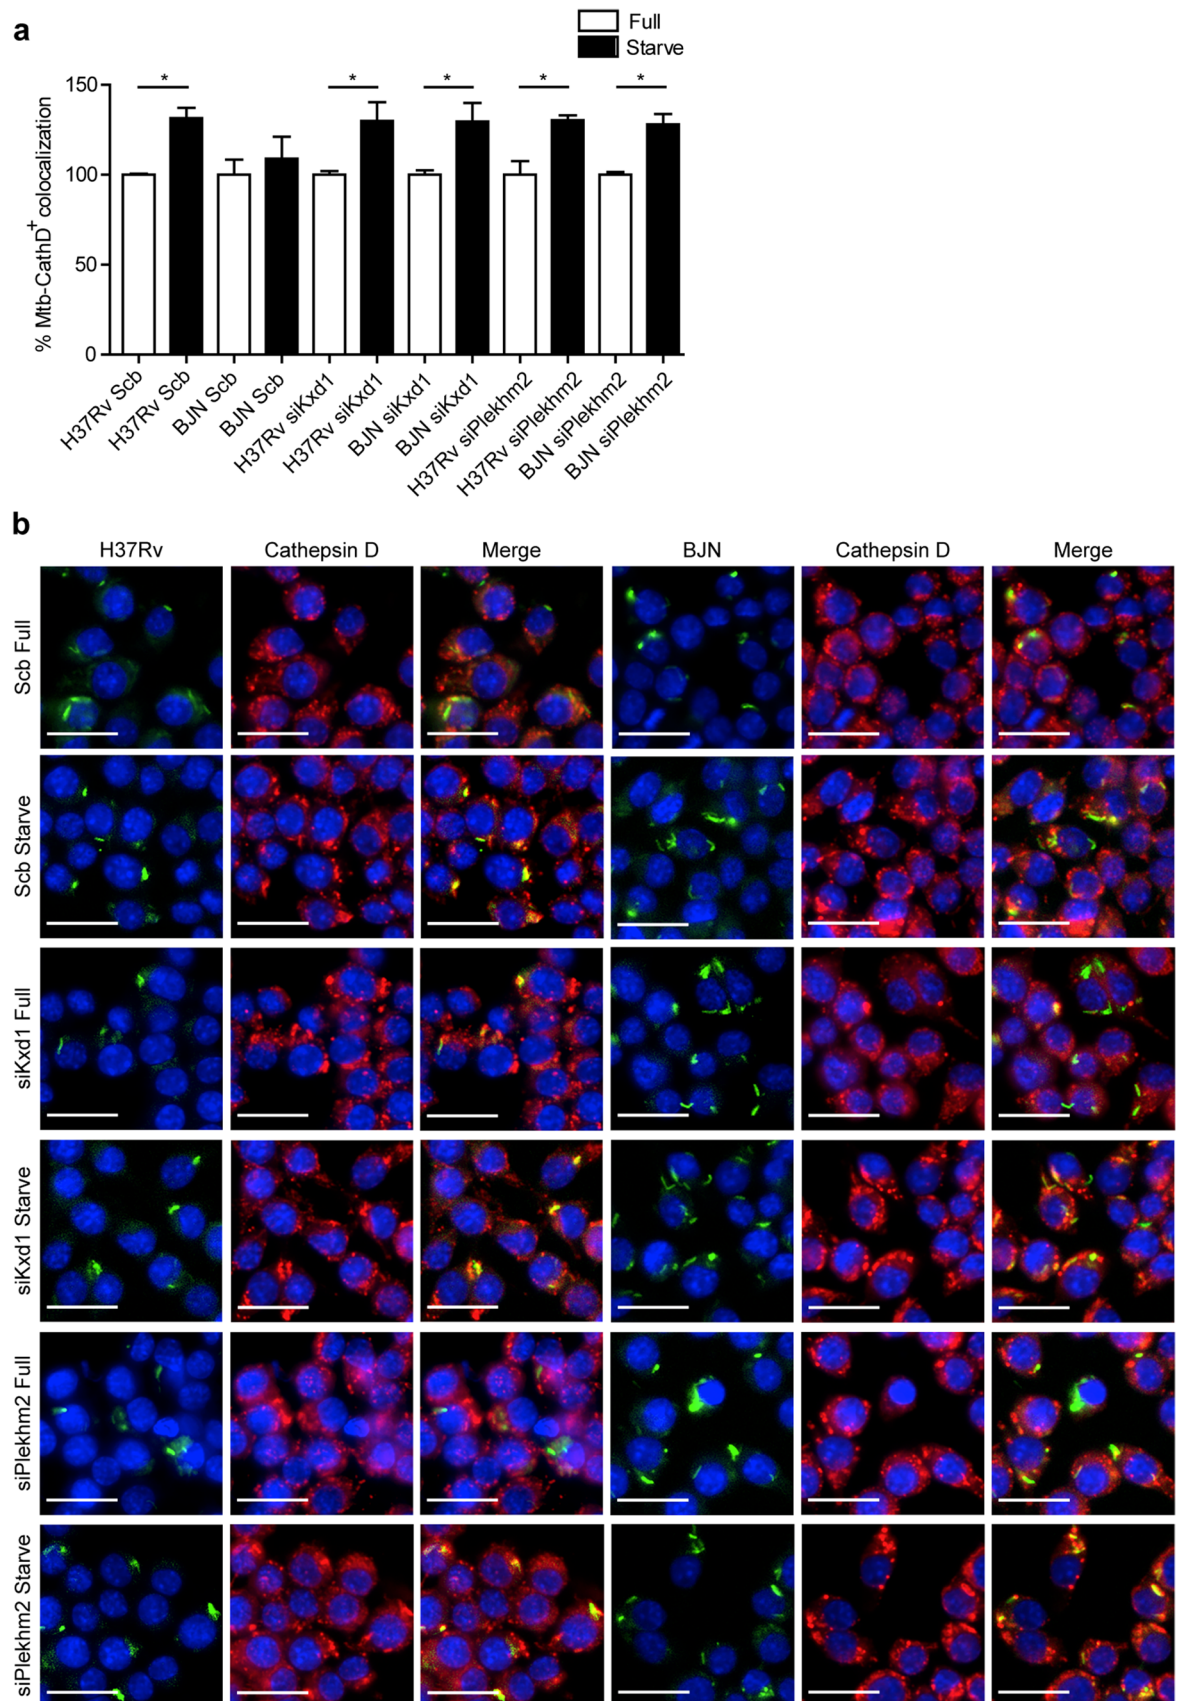 a
Full
Starve
% Mtb-CathD+ colocalization
150
100
50
0
* * * * *
H37Rv Scb
H37Rv Scb
BJN Scb
BJN Scb
H37Rv siKxd1
H37Rv siKxd1
BJN siKxd1
BJN siKxd1
H37Rv siPlekhm2
H37Rv siPlekhm2
BJN siPlekhm2
BJN siPlekhm2
b
H37Rv Cathepsin D Merge BJN Cathepsin D Merge
Scb Full
Scb Starve
siKxd1 Full
siKxd1 Starve
siPlekhm2 Full
siPlekhm2 Starve